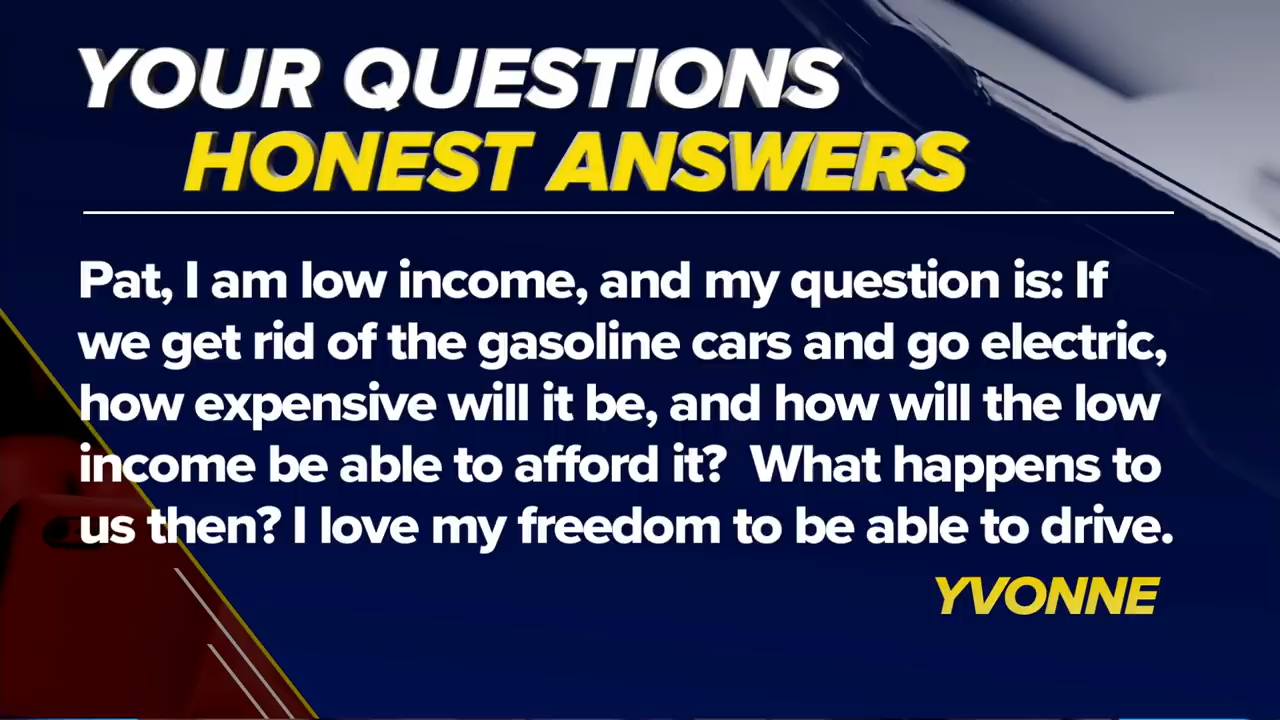 YOUR QUESTIONS
HONEST ANSWERS
Pat, I am low income, and my question is: If
we get rid of the gasoline cars and go electric,
how expensive will it be, and how will the low
income be able to afford it?  What happens to
us then? I love my freedom to be able to drive.
YVONNE